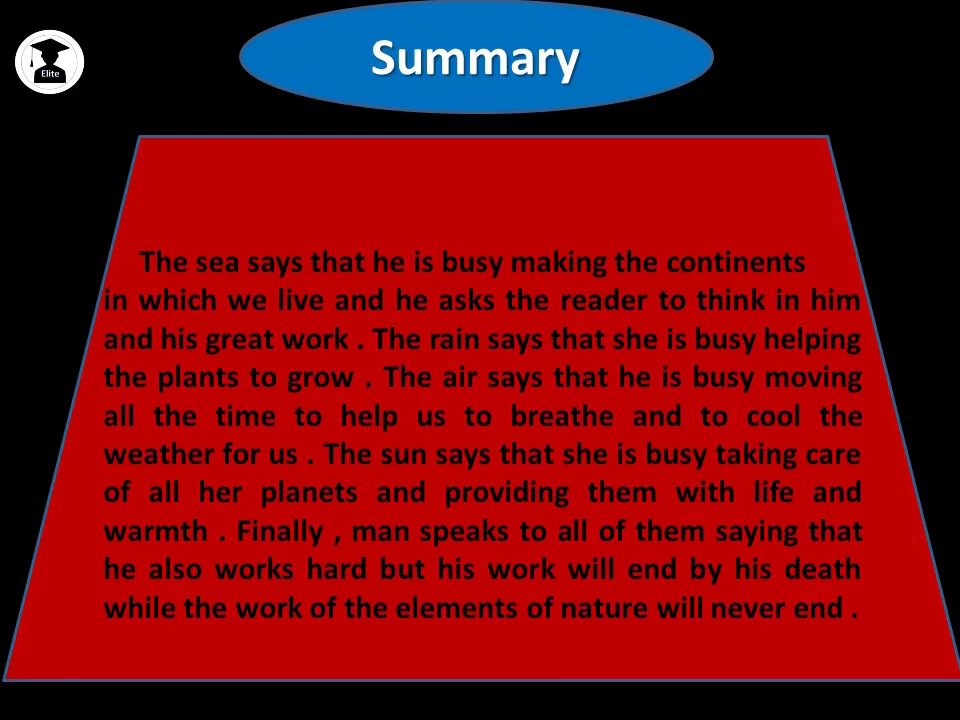 Elite
Summary
The sea says that he is busy making the continents
in which we live and he asks the reader to think in him
and his great work . The rain says that she is busy helping
the plants to grow . The air says that he is busy moving
all the time to help us to breathe and to cool the
weather for us . The sun says that she is busy taking care
of all her planets and providing them with life and
warmth . Finally , man speaks to all of them saying that
he also works hard but his work will end by his death
while the work of the elements of nature will never end .